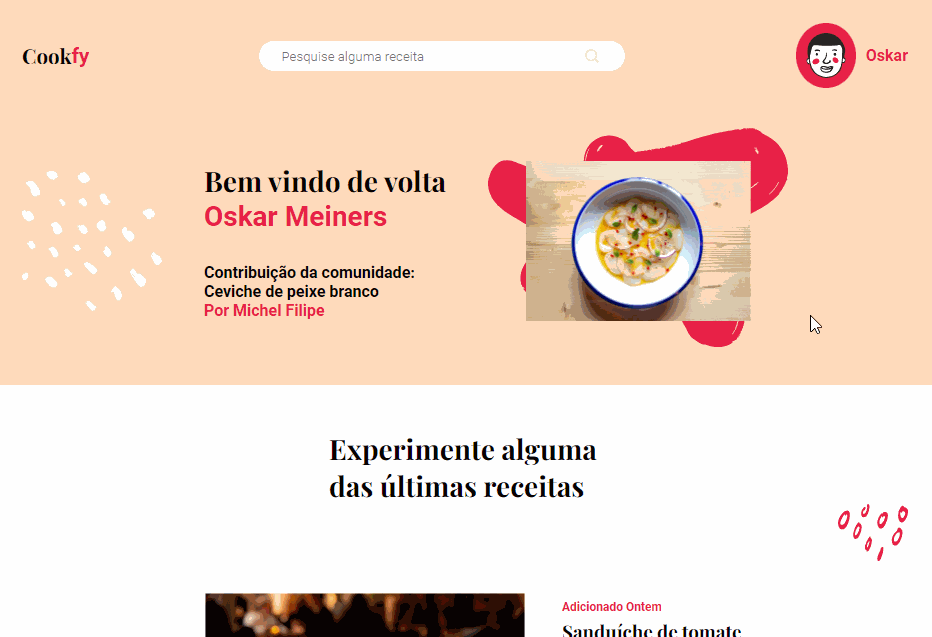 Cookfy
Pesquise alguma receita
Oskar
Bem vindo de volta
Oskar Meiners
Contribuição da comunidade:
Ceviche de peixe branco
Por Michel Filipe
Experimente alguma
das últimas receitas
Adicionado Ontem
Sanduíche de tomate